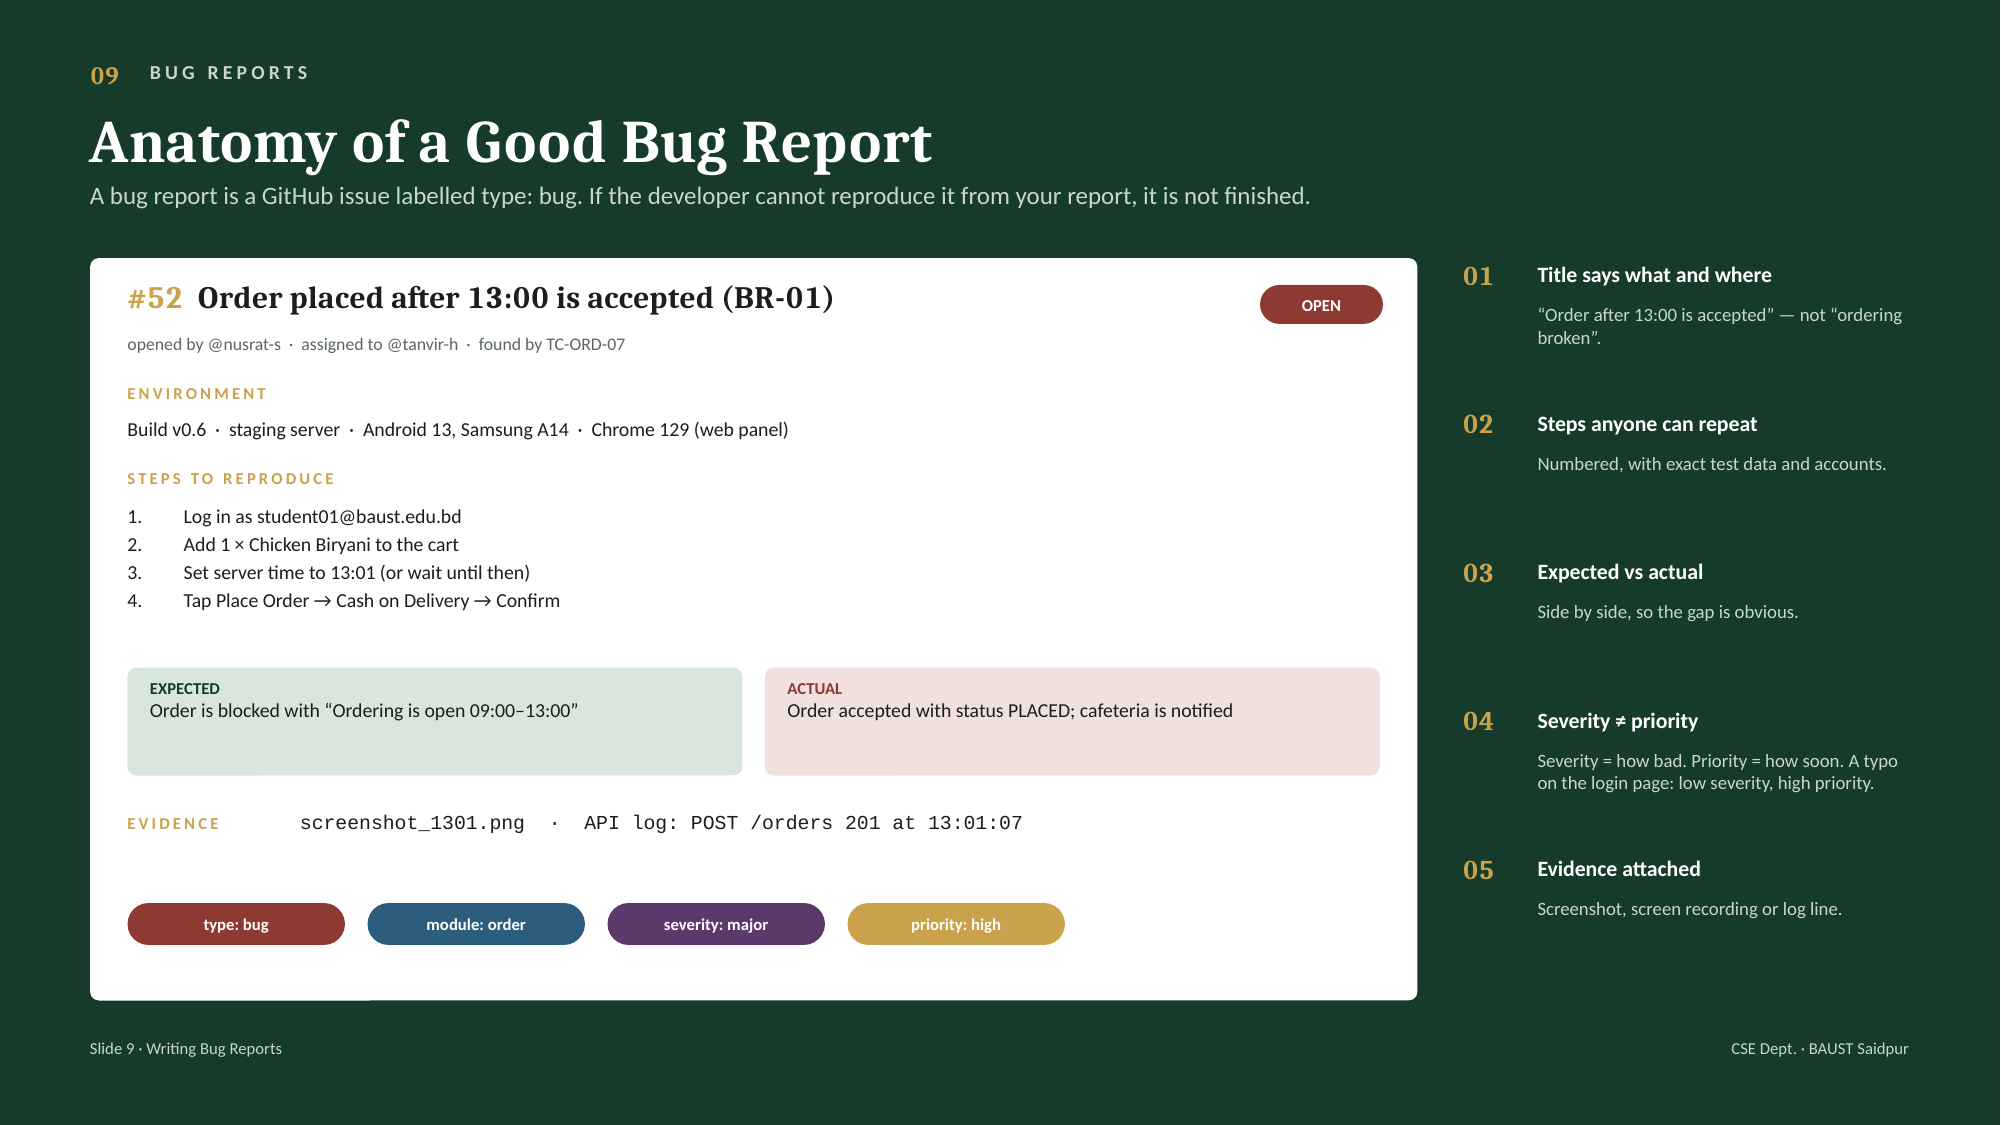 09 BUG REPORTS
Anatomy of a Good Bug Report
A bug report is a GitHub issue labelled type: bug. If the developer cannot reproduce it from your report, it is not finished.
#52 Order placed after 13:00 is accepted (BR-01)
OPEN
opened by @nusrat-s · assigned to @tanvir-h · found by TC-ORD-07
ENVIRONMENT
Build v0.6 · staging server · Android 13, Samsung A14 · Chrome 129 (web panel)
STEPS TO REPRODUCE
1. Log in as student01@baust.edu.bd
2. Add 1 × Chicken Biryani to the cart
3. Set server time to 13:01 (or wait until then)
4. Tap Place Order → Cash on Delivery → Confirm
EXPECTED
Order is blocked with “Ordering is open 09:00–13:00”
ACTUAL
Order accepted with status PLACED; cafeteria is notified
EVIDENCE screenshot_1301.png · API log: POST /orders 201 at 13:01:07
type: bug
module: order
severity: major
priority: high
01 Title says what and where
“Order after 13:00 is accepted” — not “ordering
broken”.
02 Steps anyone can repeat
Numbered, with exact test data and accounts.
03 Expected vs actual
Side by side, so the gap is obvious.
04 Severity ≠ priority
Severity = how bad. Priority = how soon. A typo
on the login page: low severity, high priority.
05 Evidence attached
Screenshot, screen recording or log line.
Slide 9 · Writing Bug Reports
CSE Dept. · BAUST Saidpur